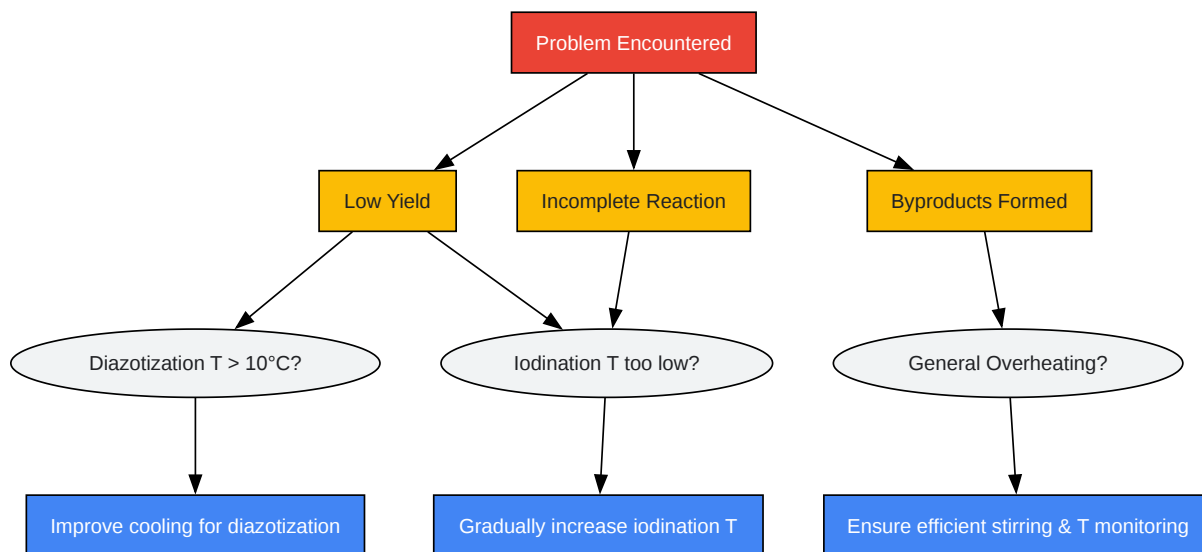 Problem Encountered
Low Yield
Incomplete Reaction
Byproducts Formed
Diazotization T > 10°C?
Iodination T too low?
General Overheating?
Improve cooling for diazotization
Gradually increase iodination T
Ensure efficient stirring & T monitoring